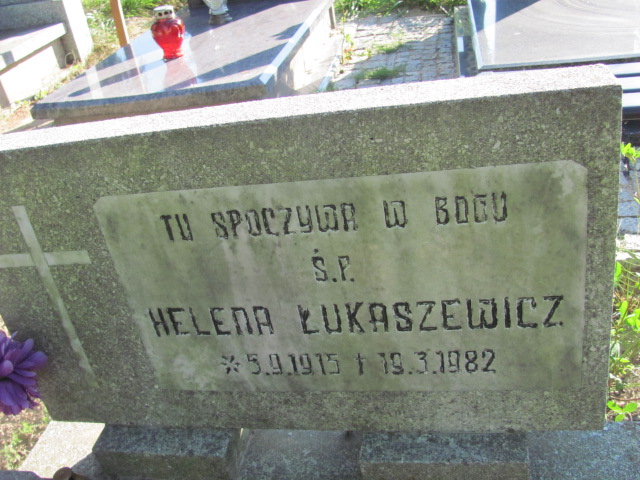 TU SPOCZYWA W BOGU
Ś.P.
HELENA ŁUKASZEWICZ
* 5.9.1915 † 19.3.1982